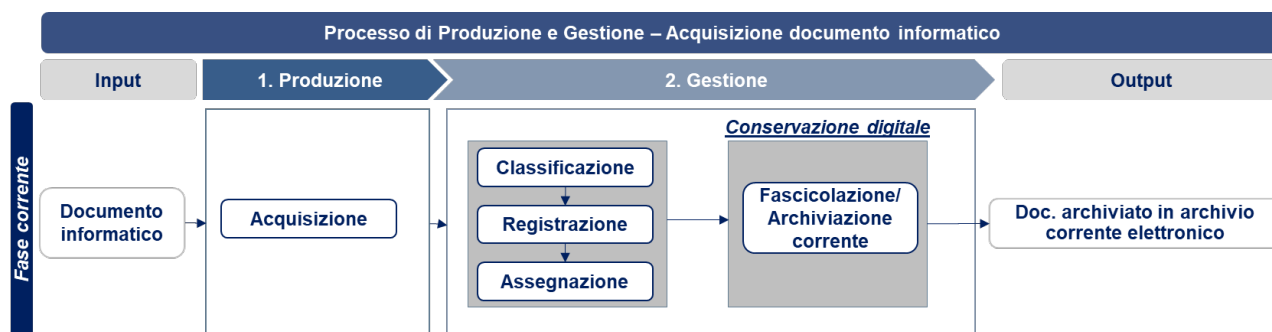 Processo di Produzione e Gestione – Acquisizione documento informatico
Input
1. Produzione
2. Gestione
Output
Fase corrente
Documento
informatico
Acquisizione
Classificazione
Registrazione
Assegnazione
Conservazione digitale
Fascicolazione/
Archiviazione
corrente
Doc. archiviato in archivio
corrente elettronico